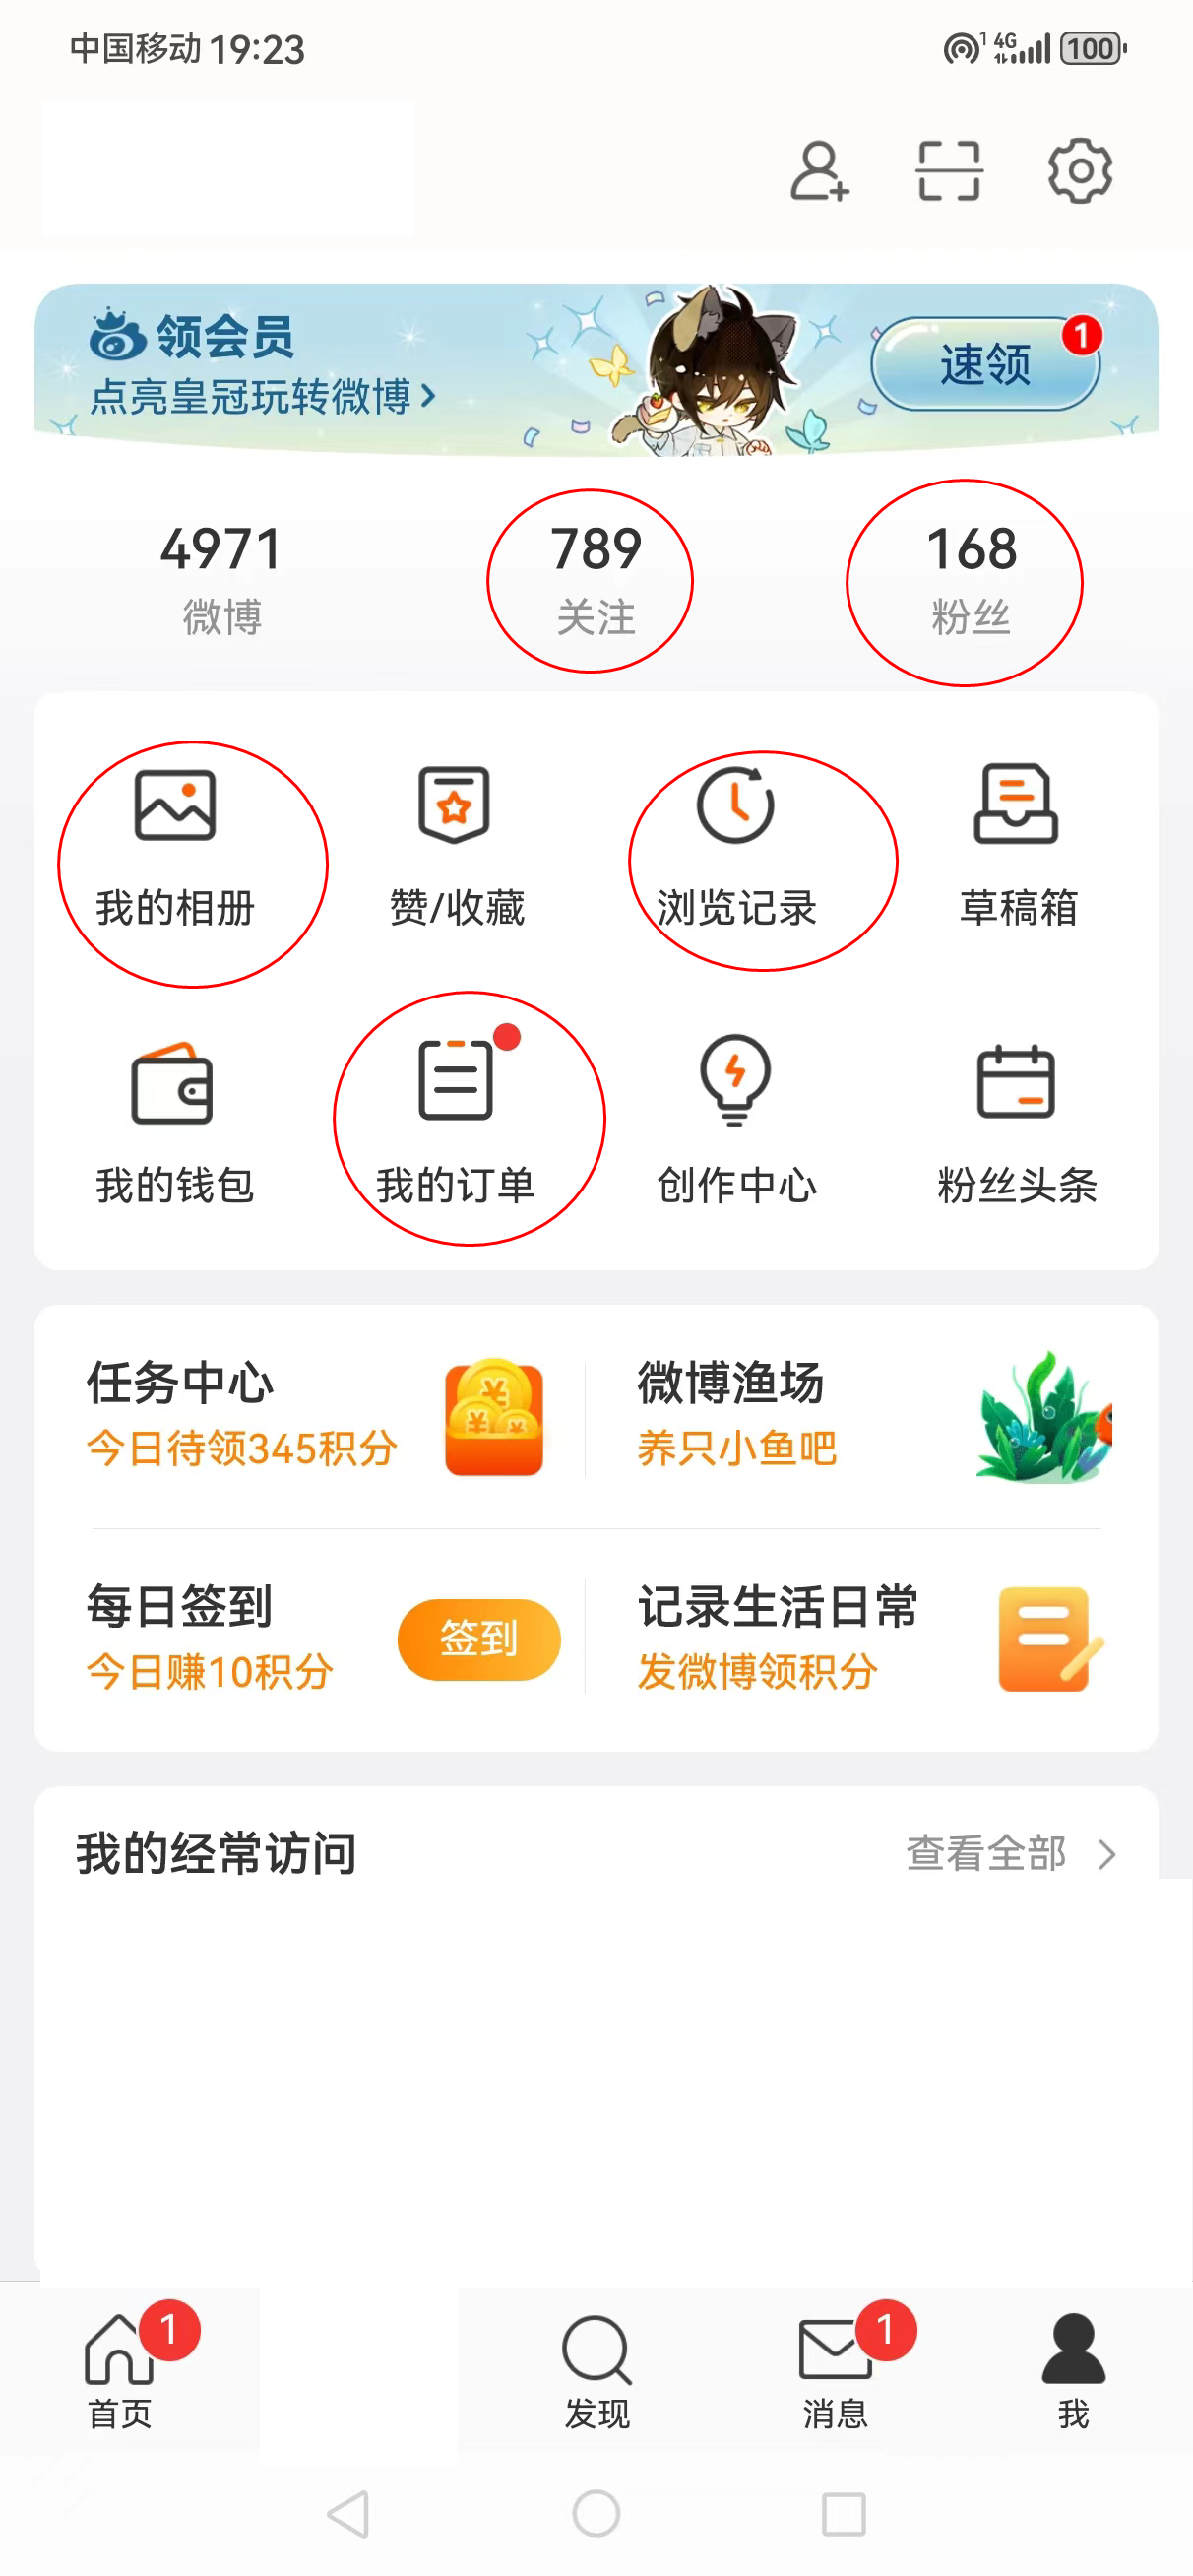 中国移动 19:23
1 4G 100
领会员
点亮皇冠玩转微博
速领 1
4971 789 168
微博 关注 粉丝
我的相册 赞/收藏 浏览记录 草稿箱
我的钱包 我的订单 创作中心 粉丝头条
任务中心 微博渔场
今日待领345积分 养只小鱼吧
每日签到 签到 记录生活日常
今日赚10积分 发微博领积分
我的经常访问 查看全部
1 1
首页 发现 消息 我